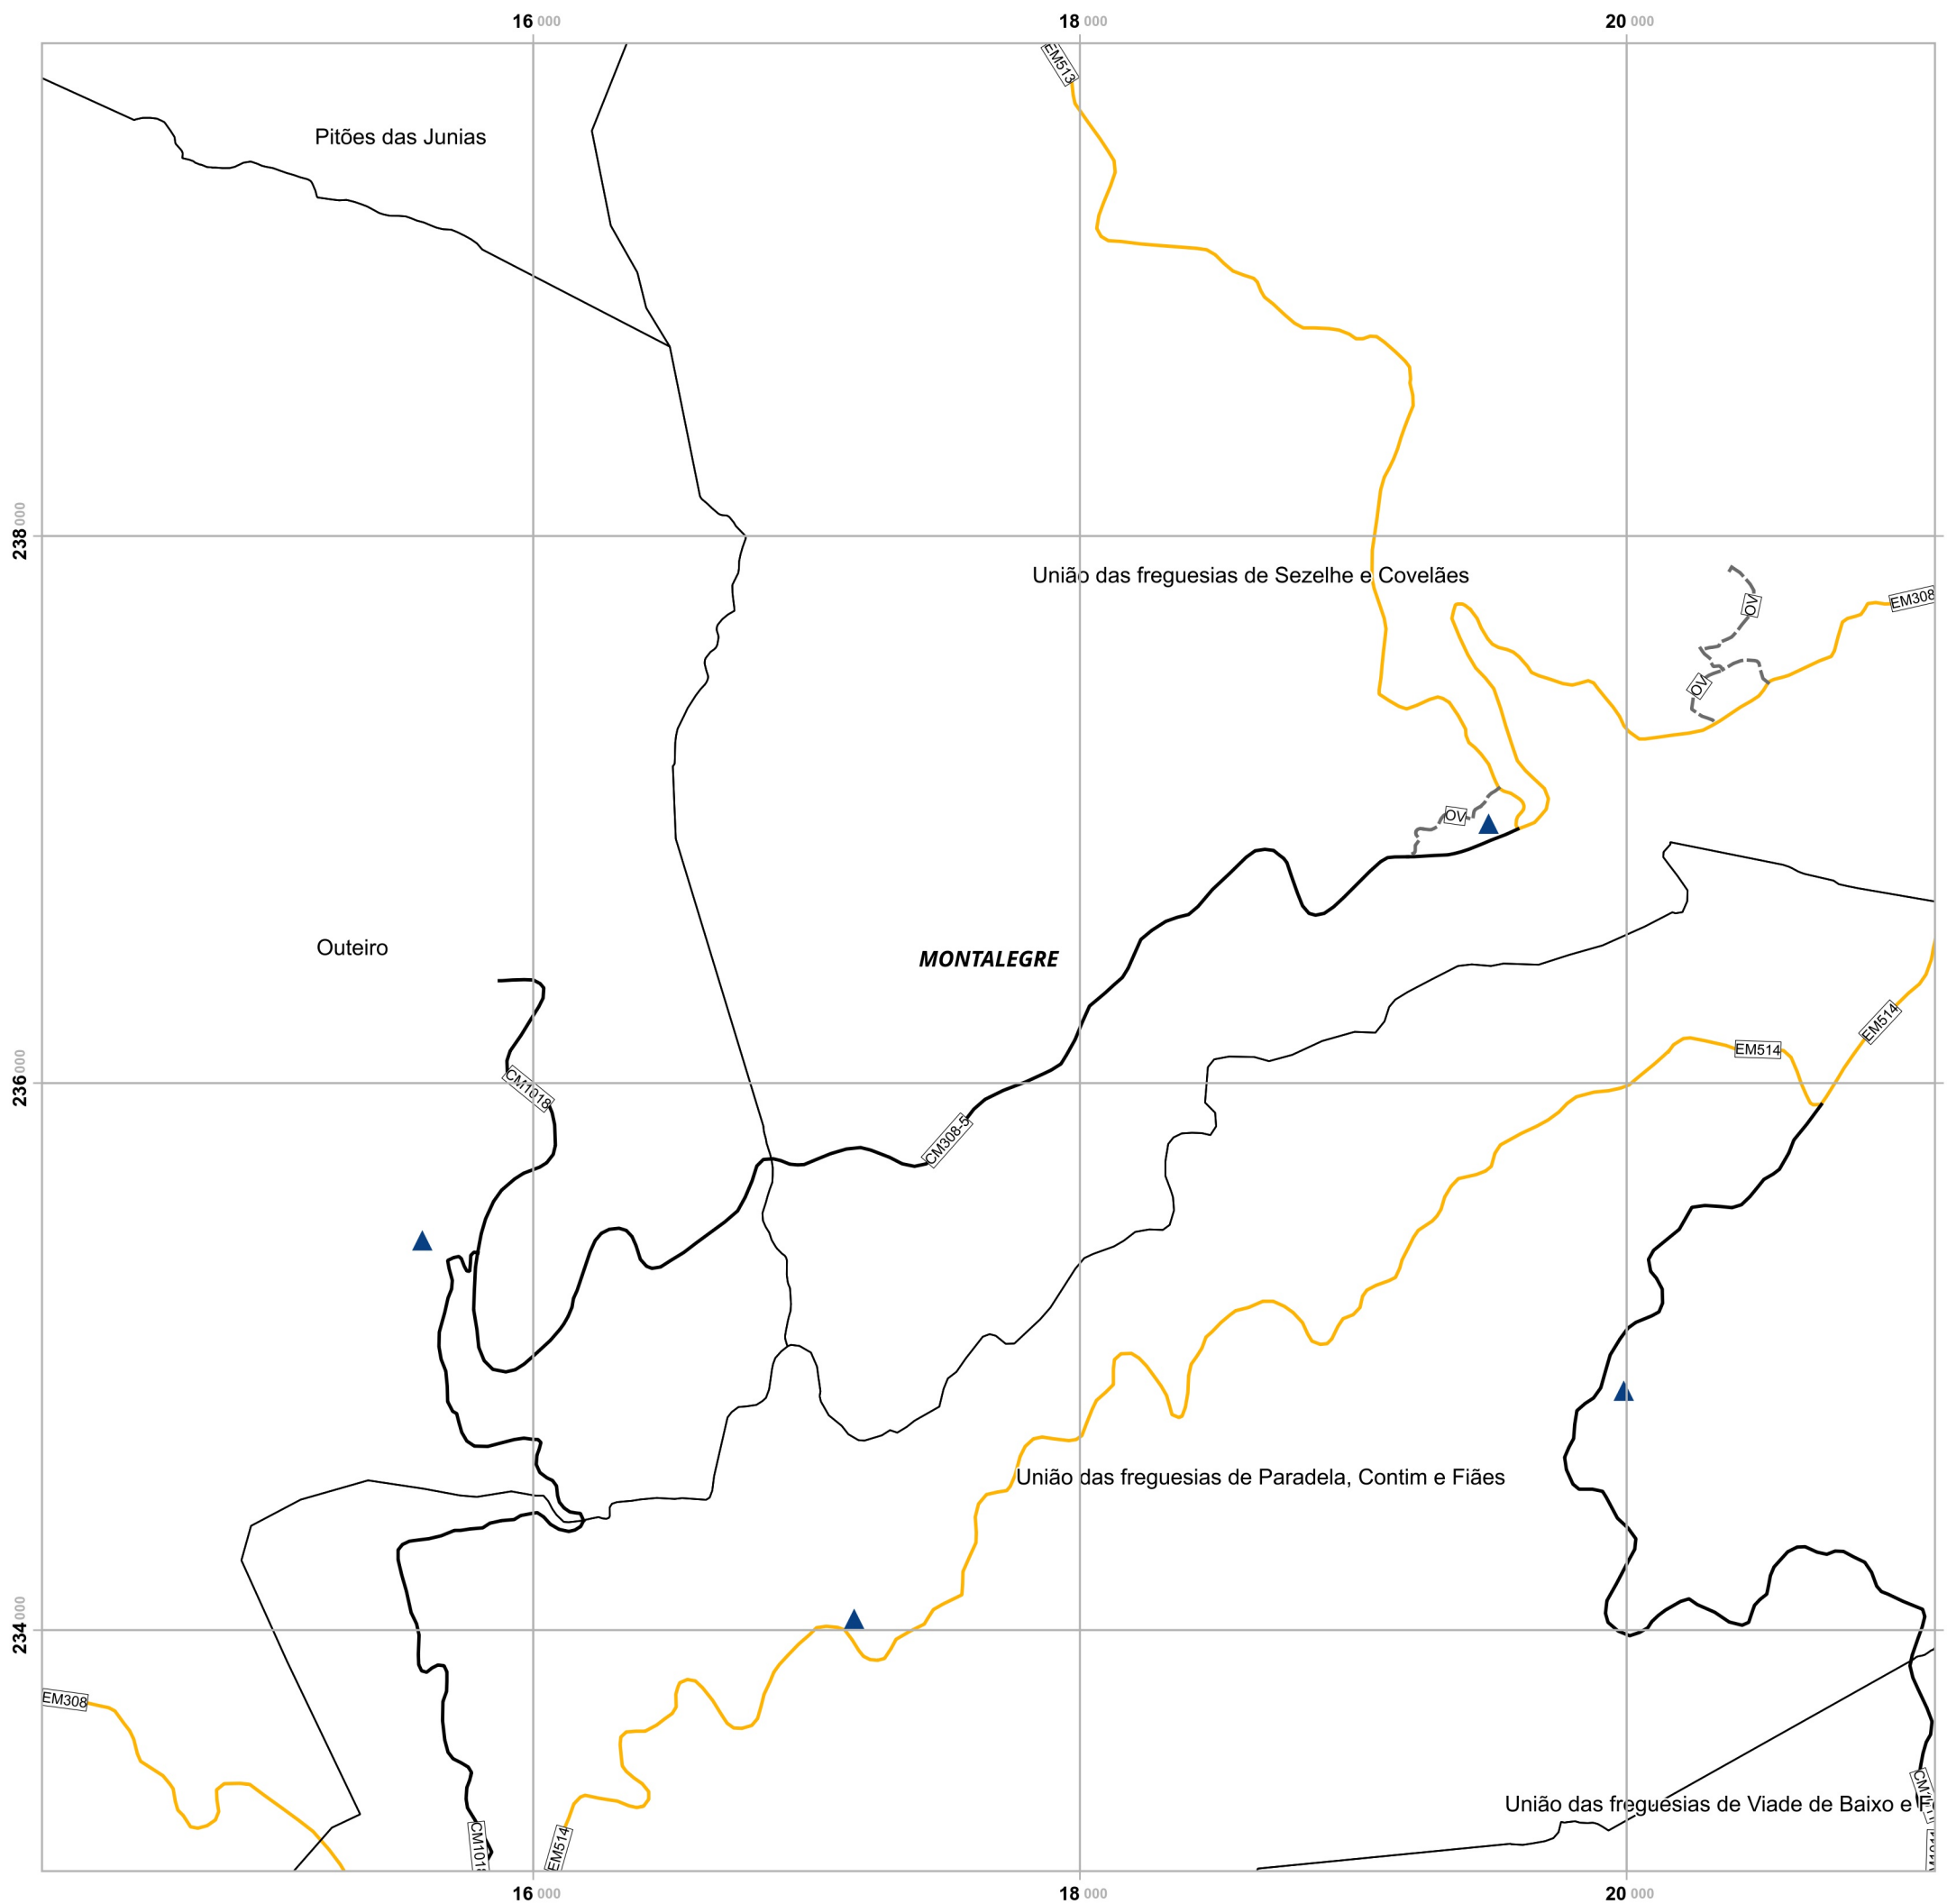 16 000
18 000
20 000
EM513
Pitões das Junias
238 000
União das freguesias de Sezelhe e Covelães
OV
EM308
OV
OV
Outeiro
MONTALEGRE
EM514
EM514
236 000
CM1018
CM308-5
União das freguesias de Paradela, Contim e Fiães
234 000
EM308
União das freguesias de Viade de Baixo e F
CM1018
EM514
16 000
18 000
20 000